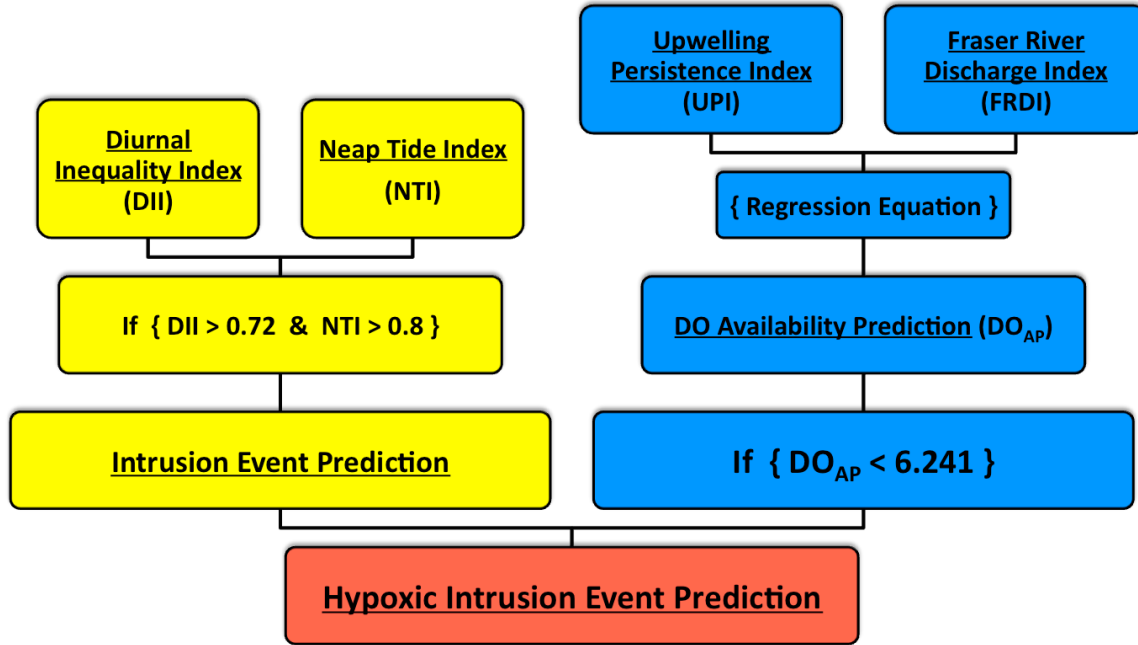 Upwelling
Persistence Index
(UPI)
Fraser River
Discharge Index
(FRDI)
Diurnal
Inequality Index
(DII)
Neap Tide Index
(NTI)
{ Regression Equation }
If { DII > 0.72 & NTI > 0.8 }
DO Availability Prediction (DO_AP)
Intrusion Event Prediction
If { DO_AP < 6.241 }
Hypoxic Intrusion Event Prediction